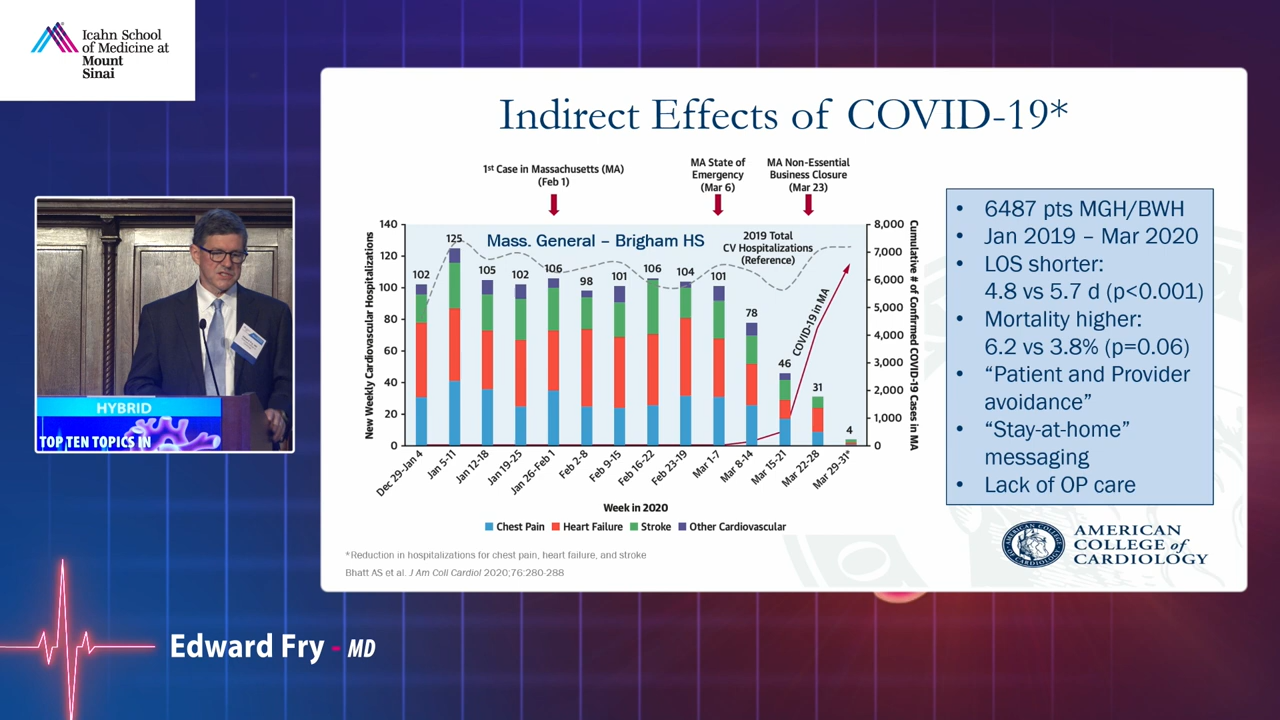 Icahn School
of Medicine at
Mount
Sinai
Indirect Effects of COVID-19*
1st Case in Massachusetts (MA)
(Feb 1)
MA State of
Emergency
(Mar 6)
MA Non-Essential
Business Closure
(Mar 23)
Mass. General – Brigham HS
2019 Total
CV Hospitalizations
(Reference)
COVID-19 in MA
New Weekly Cardiovascular Hospitalizations
140
120
100
80
60
40
20
0
102
125
105
102
106
98
101
106
104
101
78
46
31
4
8,000
7,000
6,000
5,000
4,000
3,000
2,000
1,000
0
Cumulative # of Confirmed COVID-19 Cases in MA
Dec 29-Jan 4
Jan 5-11
Jan 12-18
Jan 19-25
Jan 26-Feb 1
Feb 2-8
Feb 9-15
Feb 16-22
Feb 23-19
Mar 1-7
Mar 8-14
Mar 15-21
Mar 22-28
Mar 29-31*
Week in 2020
Chest Pain Heart Failure Stroke Other Cardiovascular
*Reduction in hospitalizations for chest pain, heart failure, and stroke
Bhatt AS et al. J Am Coll Cardiol 2020;76:280-288
• 6487 pts MGH/BWH
• Jan 2019 – Mar 2020
• LOS shorter:
4.8 vs 5.7 d (p<0.001)
• Mortality higher:
6.2 vs 3.8% (p=0.06)
• “Patient and Provider
avoidance”
• “Stay-at-home”
messaging
• Lack of OP care
AMERICAN
COLLEGE of
CARDIOLOGY
HYBRID
TOP TEN TOPICS IN
Edward Fry - MD